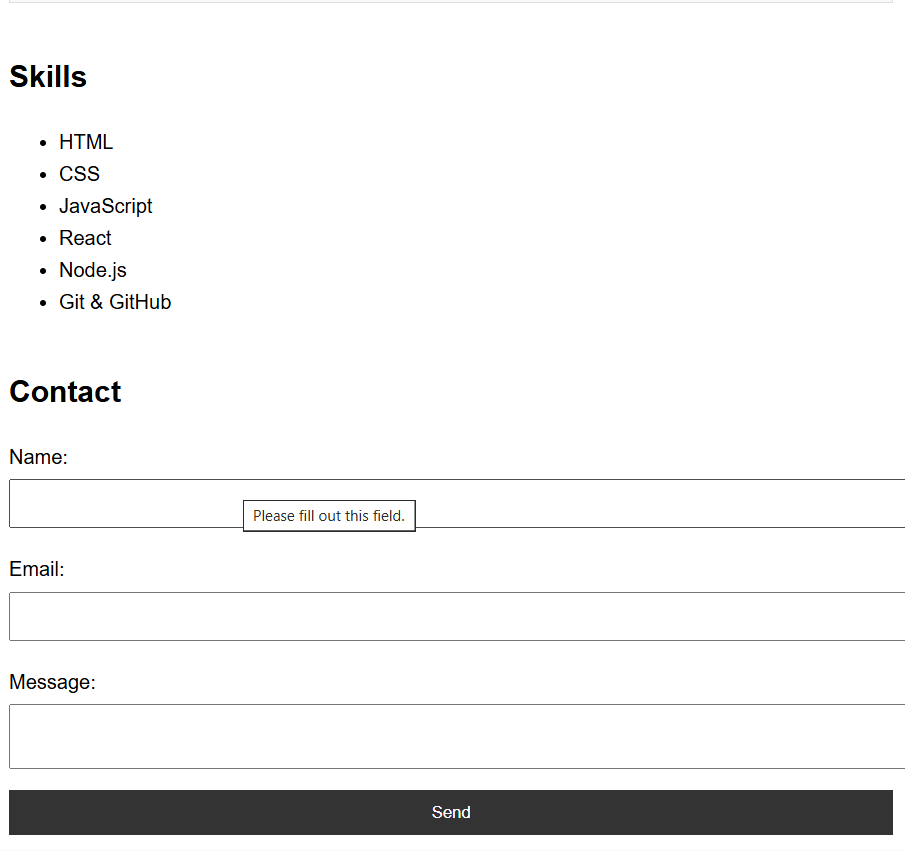 Skills
HTML
CSS
JavaScript
React
Node.js
Git & GitHub
Contact
Name:
Please fill out this field.
Email:
Message:
Send